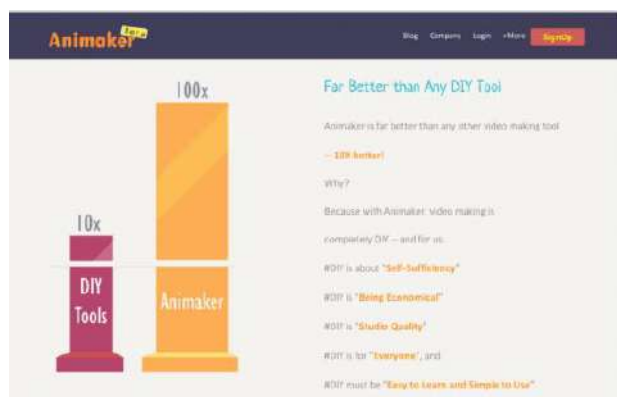 Animaker
Beta
Blog Compare Login +More SignUp
100x
10x
DIY
Tools
Animaker
Far Better than Any DIY Tool
Animaker is far better than any other video making tool
better!
Why?
Because with Animaker video making is
completely DIY – and for us:
#DIY is about "Self-Sufficiency"
#DIY is "Being Economical"
#DIY is "Studio Quality"
#DIY is for "Everyone", and
#DIY must be "Easy to Learn and Simple to Use"